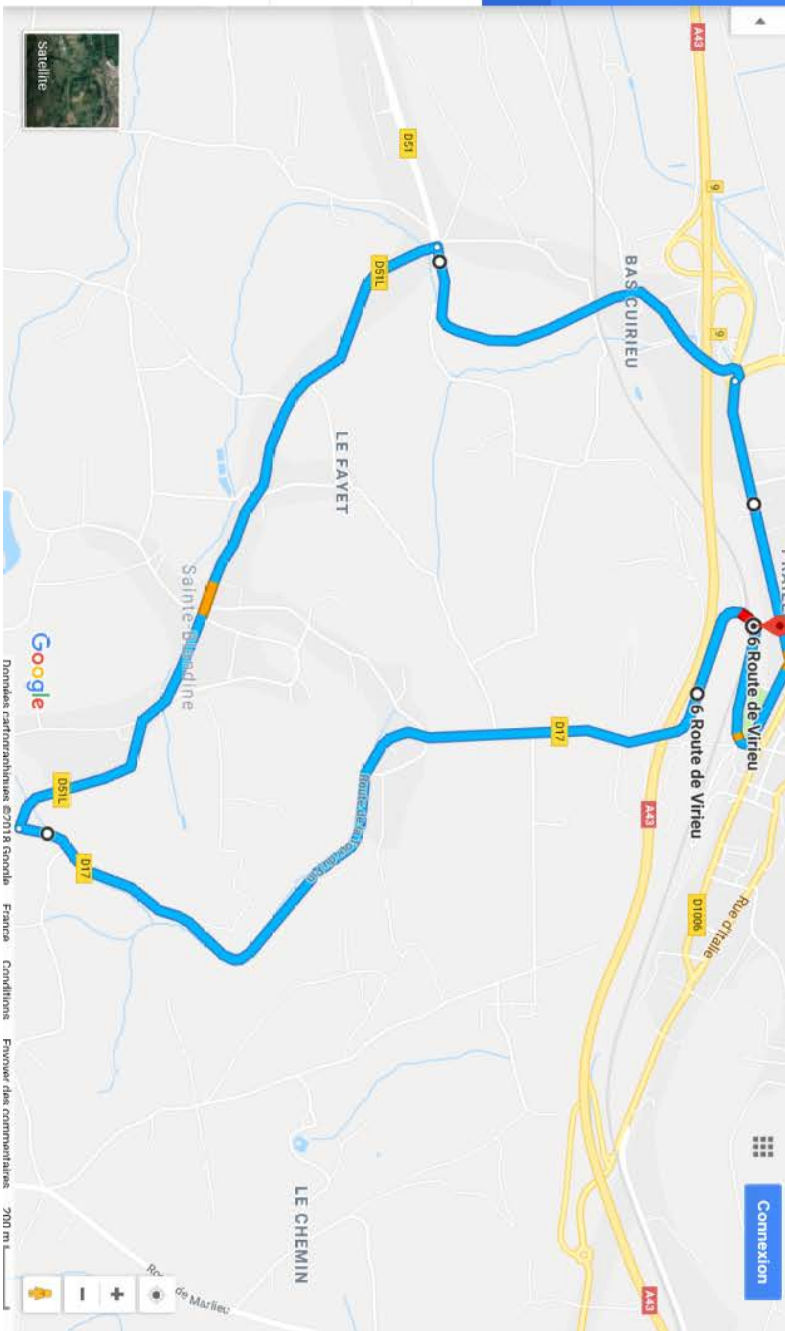 Connexion
A43
9
9
BAS CUIRIEU
6 Route de Virieu
6 Route de Virieu
D1006
Rue d'Italie
A43
A43
D51
D51L
LE FAYET
D17
Sainte-Blandine
D51L
D17
LE CHEMIN
de Marlieu
Satellite
Google
Données cartographiques ©2018 Google France Conditions Envoyer des commentaires 200 m